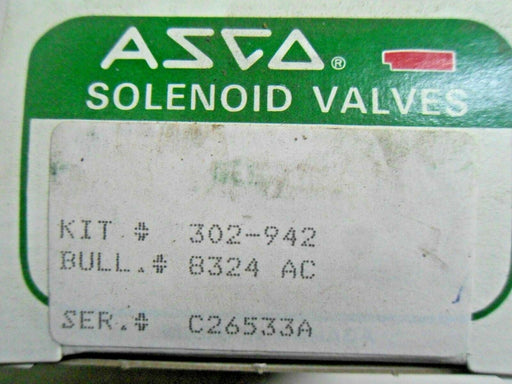 ASCO®
SOLENOID VALVES
KIT.# 302-942
BULL.# 8324 AC
SER.# C26533A